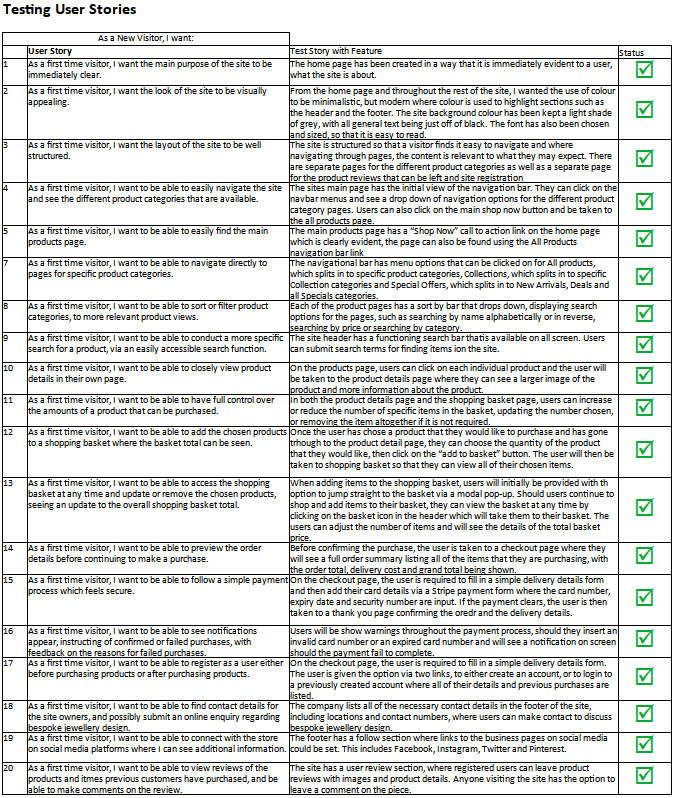 Testing User Stories
As a New Visitor, I want:
User Story
Test Story with Feature
Status
1
As a first time visitor, I want the main purpose of the site to be
immediately clear.
The home page has been created in a way that it is immediately evident to a user,
what the site is about.
2
As a first time visitor, I want the look of the site to be visually
appealing.
From the home page and throughout the rest of the site, I wanted the use of colour
to be minimalistic, but modern where colour is used to highlight sections such as
the header and the footer. The site background colour has been kept a light shade
of grey, with all general text being just off of black. The font has also been chosen
and sized, so that it is easy to read.
3
As a first time visitor, I want the layout of the site to be well
structured.
The site is structured so that a visitor finds it easy to navigate and where
navigating through pages, the content is relevant to what they may expect. There
are separate pages for the different product categories as well as a separate page
for the product reviews that can be left and site registration
4
As a first time visitor, I want to be able to easily navigate the site
and see the different product categories that are available.
The sites main page has the initial view of the navigation bar. They can click on the
navbar menus and see a drop down of navigation options for the different product
category pages. Users can also click on the main shop now button and be taken to
the all products page.
5
As a first time visitor, I want to be able to easily find the main
products page.
The main products page has a "Shop Now" call to action link on the home page
which is clearly evident, the page can also be found using the All Products
navigation bar link
7
As a first time visitor, I want to be able to navigate directly to
pages for specific product categories.
The navigational bar has menu options that can be clicked on for All products,
which splits in to specific product categories, Collections, which splits in to specific
Collection categories and Special Offers, which splits in to New Arrivals, Deals and
all Specials categories.
8
As a first time visitor, I want to be able to sort or filter product
categories, to more relevant product views.
Each of the product pages has a sort by bar that drops down, displaying search
options for the pages, such as searching by name alphabetically or in reverse,
searching by price or searching by category.
9
As a first time visitor, I want to be able to conduct a more specific
search for a product, via an easily accessible search function.
The site header has a functioning search bar thatis available on all screen. Users
can submit search terms for finding items ion the site.
10
As a first time visitor, I want to be able to closely view product
details in their own page.
On the products page, users can click on each individual product and the user will
be taken to the product details page where they can see a larger image of the
product and more information about the product.
11
As a first time visitor, I want to be able to have full control over
the amounts of a product that can be purchased.
In both the product details page and the shopping basket page, users can increase
or reduce the number of specific items in the basket, updating the number chosen,
or removing the item altogether if it is not required.
12
As a first time visitor, I want to be able to add the chosen products
to a shopping basket where the basket total can be seen.
Once the user has chose a product that they would like to purchase and has gone
trhough to the product detail page, they can choose the quantity of the product
that they would like, then click on the "add to basket" button. The user will then be
taken to shopping basket so that they can view all of their chosen items.
13
As a first time visitor, I want to be able to access the shopping
basket at any time and update or remove the chosen products,
seeing an update to the overall shopping basket total.
When adding items to the shopping basket, users will initially be provided with th
option to jump straight to the basket via a modal pop-up. Should users continue to
shop and add items to their basket, they can view the basket at any time by
clicking on the basket icon in the header which will take them to their basket. The
users can adjust the number of items and will see the details of the total basket
price.
14
As a first time visitor, I want to be able to preview the order
details before continuing to make a purchase.
Before confirming the purchase, the user is taken to a checkout page where they
will see a full order summary listing all of the items that they are purchasing, with
the order total, delivery cost and grand total being shown.
15
As a first time visitor, I want to be able to follow a simple payment
process which feels secure.
On the checkout page, the user is required to fill in a simple delivery details form
and then add their card details via a Stripe payment form where the card number,
expiry date and security number are input. If the payment clears, the user is then
taken to a thank you page confirming the oredr and the delivery details.
16
As a first time visitor, I want to be able to see notifications
appear, instructing of confirmed or failed purchases, with
feedback on the reasons for failed purchases.
Users will be show warnings throughout the payment process, should they insert an
invalid card number or an expired card number and will see a notification on screen
should the payment fail to complete.
17
As a first time visitor, I want to be able to register as a user either
before purchasing products or after purchasing products.
On the checkout page, the user is required to fill in a simple delivery details form.
The user is given the option via two links, to either create an account, or to login to
a previously created account where all of their details and previous purchases are
listed.
18
As a first time visitor, I want to be able to find contact details for
the site owners, and possibly submit an online enquiry regarding
bespoke jewellery design.
The company lists all of the necessary contact details in the footer of the site,
including locations and contact numbers, where users can make contact to discuss
bespoke jewellery design.
19
As a first time visitor, I want to be able to connect with the store
on social media platforms where I can see additional information.
The footer has a follow section where links to the business pages on social media
could be set. This includes Facebook, Instagram, Twitter and Pinterest.
20
As a first time visitor, I want to be able to view reviews of the
products and itmes previous customers have purchased, and be
able to make comments on the review.
The site has a user review section, where registered users can leave product
reviews with images and product details. Anyone visiting the site has the option to
leave a comment on the piece.